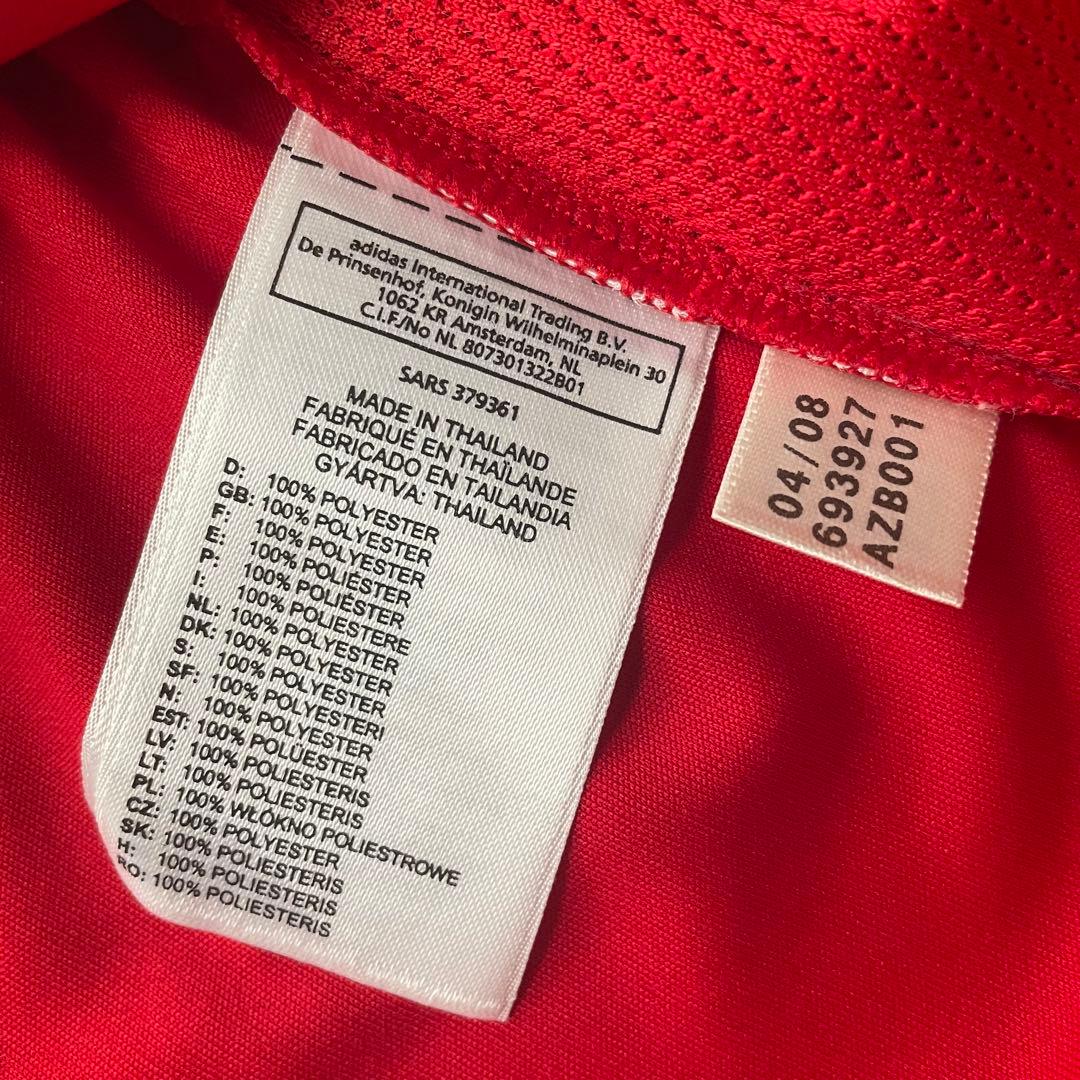 adidas International Trading B.V.
De Prinsenhof, Konigin Wilhelminaplein 30
1062 KR Amsterdam, NL
C.I.F./No NL 807301322B01
SARS 379361
MADE IN THAILAND
FABRIQUÉ EN THAÏLANDE
FABRICADO EN TAILANDIA
GYÁRTVA: THAILAND
D: 100% POLYESTER
GB: 100% POLYESTER
F: 100% POLYESTER
E: 100% POLIÉSTER
P: 100% POLIÉSTER
I: 100% POLIESTERE
NL: 100% POLYESTER
DK: 100% POLYESTER
S: 100% POLYESTER
SF: 100% POLYESTERI
N: 100% POLYESTER
EST: 100% POLÜESTER
LV: 100% POLIESTERIS
LT: 100% POLIESTERIS
PL: 100% WŁÓKNO POLIESTROWE
CZ: 100% POLYESTER
SK: 100% POLIESTERIS
H: 100% POLIESTERIS
RO: 100% POLIESTERIS
04/08
693927
AZB001